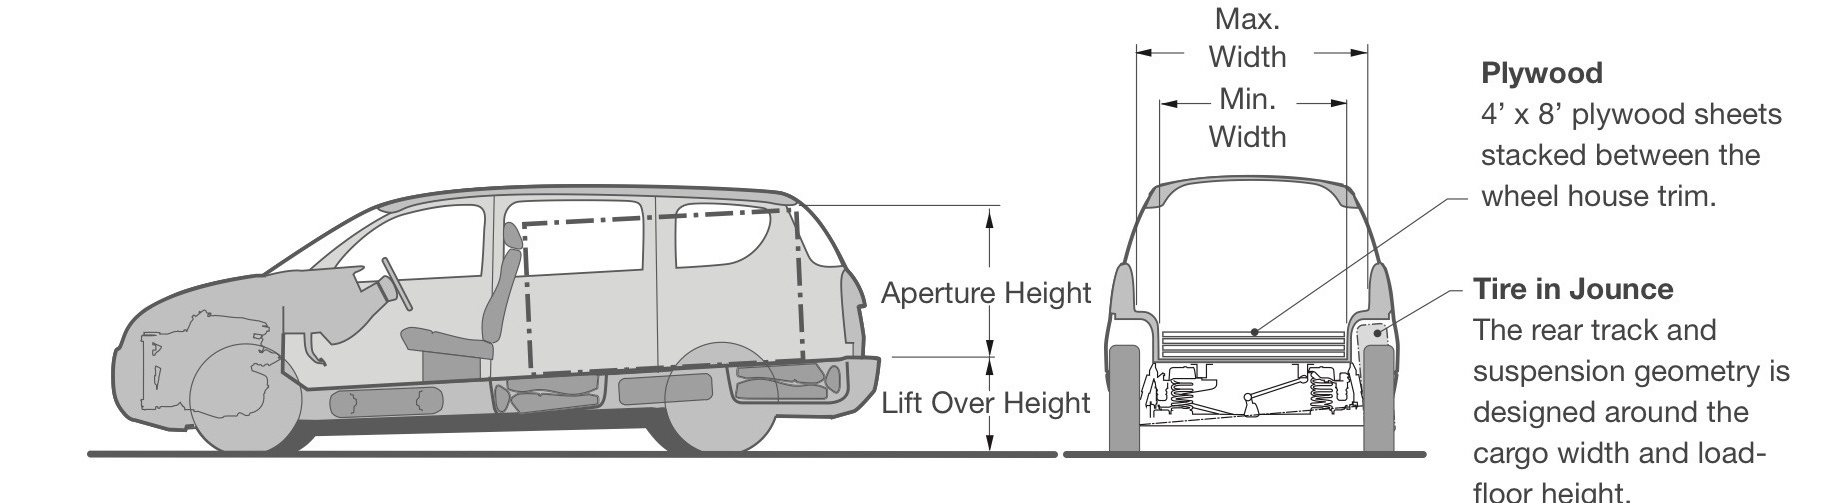 Max.
Width
Min.
Width
Aperture Height
Lift Over Height
Plywood
4’ x 8’ plywood sheets
stacked between the
wheel house trim.
Tire in Jounce
The rear track and
suspension geometry is
designed around the
cargo width and load-
floor height.